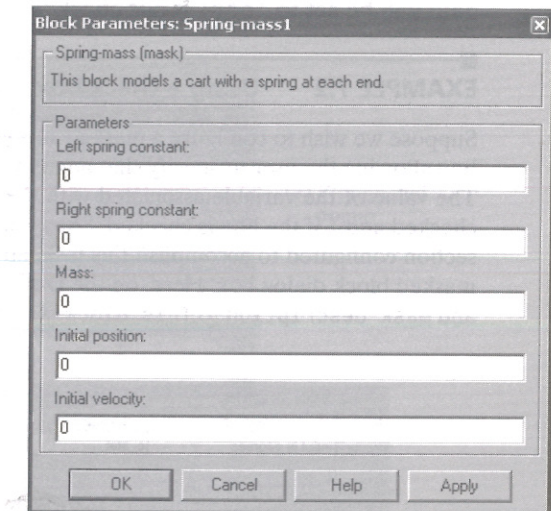 Block Parameters: Spring-mass1
Spring-mass (mask)
This block models a cart with a spring at each end.
Parameters
Left spring constant:
0
Right spring constant:
0
Mass:
0
Initial position:
0
Initial velocity:
0
OK Cancel Help Apply